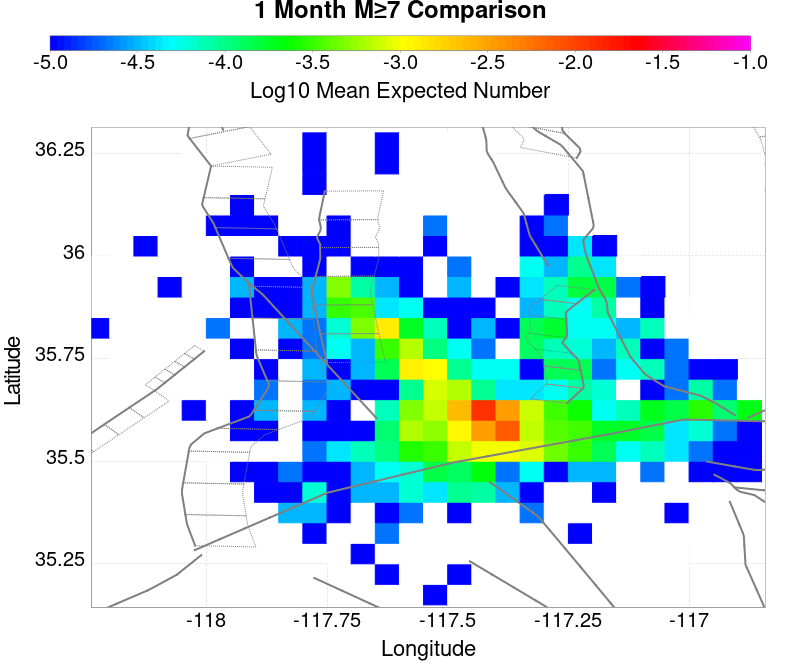 1 Month M≥7 Comparison
-5.0 -4.5 -4.0 -3.5 -3.0 -2.5 -2.0 -1.5 -1.0
Log10 Mean Expected Number
36.25
36
35.75
35.5
35.25
Latitude
-118 -117.75 -117.5 -117.25 -117
Longitude